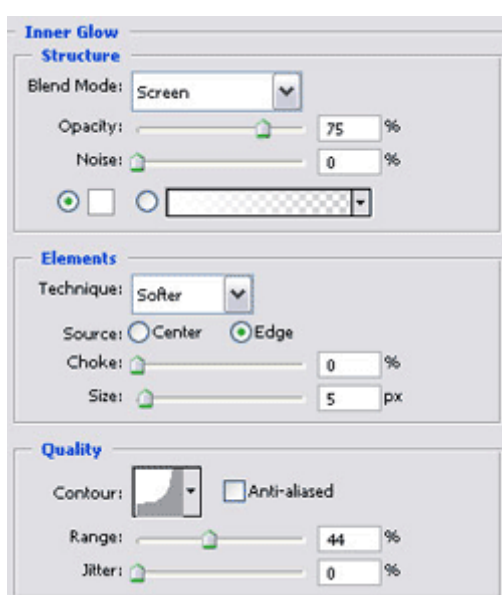 Inner Glow
Structure
Blend Mode: Screen
Opacity: 75 %
Noise: 0 %
Elements
Technique: Softer
Source: Center Edge
Choke: 0 %
Size: 5 px
Quality
Contour: Anti-aliased
Range: 44 %
Jitter: 0 %